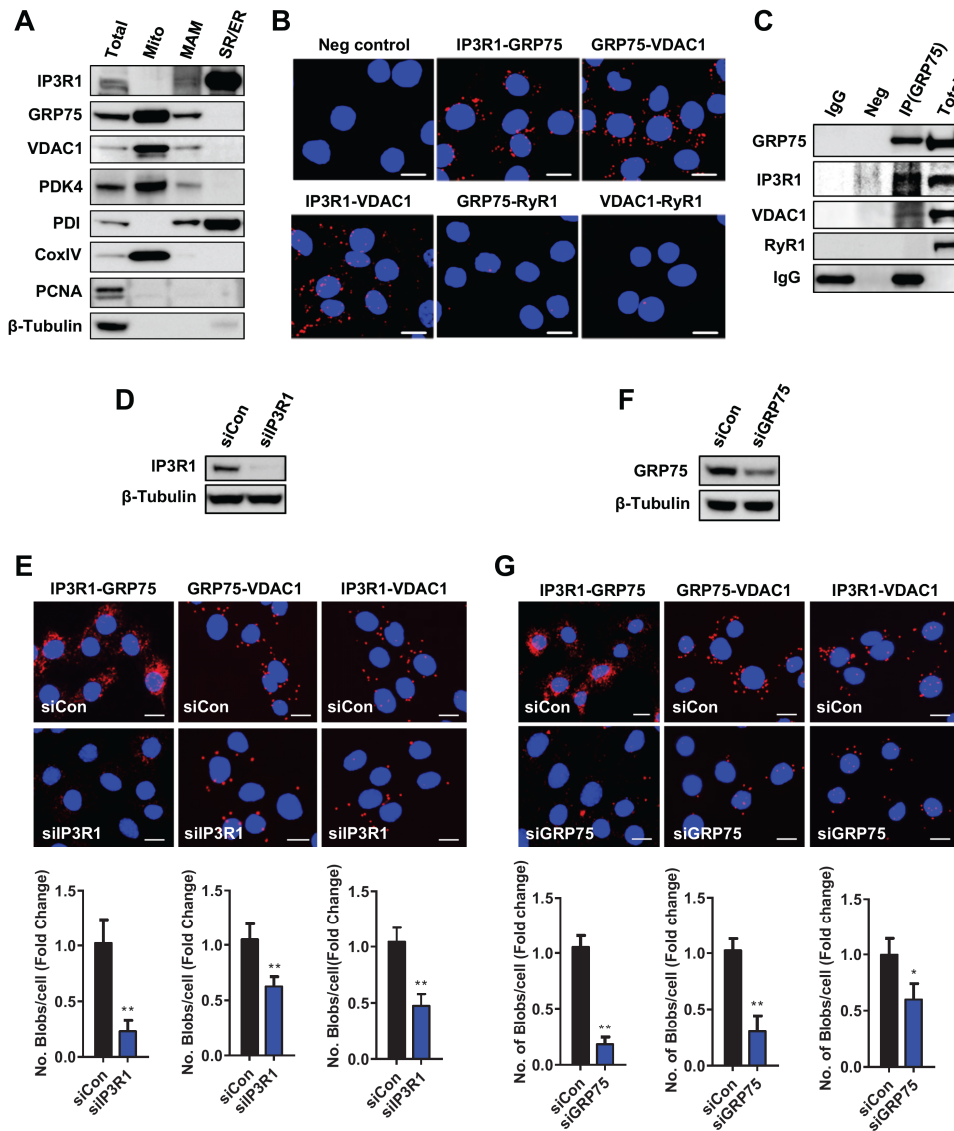 A
Total
Mito
MAM
SR/ER
IP3R1
GRP75
VDAC1
PDK4
PDI
CoxIV
PCNA
β-Tubulin
B
Neg control
IP3R1-GRP75
GRP75-VDAC1
IP3R1-VDAC1
GRP75-RyR1
VDAC1-RyR1
C
IgG
Neg
IP(GRP75)
GRP75
IP3R1
VDAC1
RyR1
IgG
D
siCon
siIP3R1
IP3R1
β-Tubulin
F
siCon
siGRP75
GRP75
β-Tubulin
E
IP3R1-GRP75
GRP75-VDAC1
IP3R1-VDAC1
siCon
siCon
siCon
siIP3R1
siIP3R1
siIP3R1
No. Blobs/cell (Fold Change)
1.5
1.0
0.5
0.0
**
siCon
siIP3R1
No. Blobs/cell (Fold Change)
1.5
1.0
0.5
0.0
**
siCon
siIP3R1
No. Blobs/cell(Fold Change)
1.5
1.0
0.5
0.0
**
siCon
siIP3R1
G
IP3R1-GRP75
GRP75-VDAC1
IP3R1-VDAC1
siCon
siCon
siCon
siGRP75
siGRP75
siGRP75
No. of Blobs/cell (Fold Change)
1.5
1.0
0.5
0.0
**
siCon
siGRP75
No. of Blobs/cell (Fold Change)
1.5
1.0
0.5
0.0
**
siCon
siGRP75
No. of Blobs/cell (Fold Change)
1.5
1.0
0.5
0.0
*
siCon
siGRP75